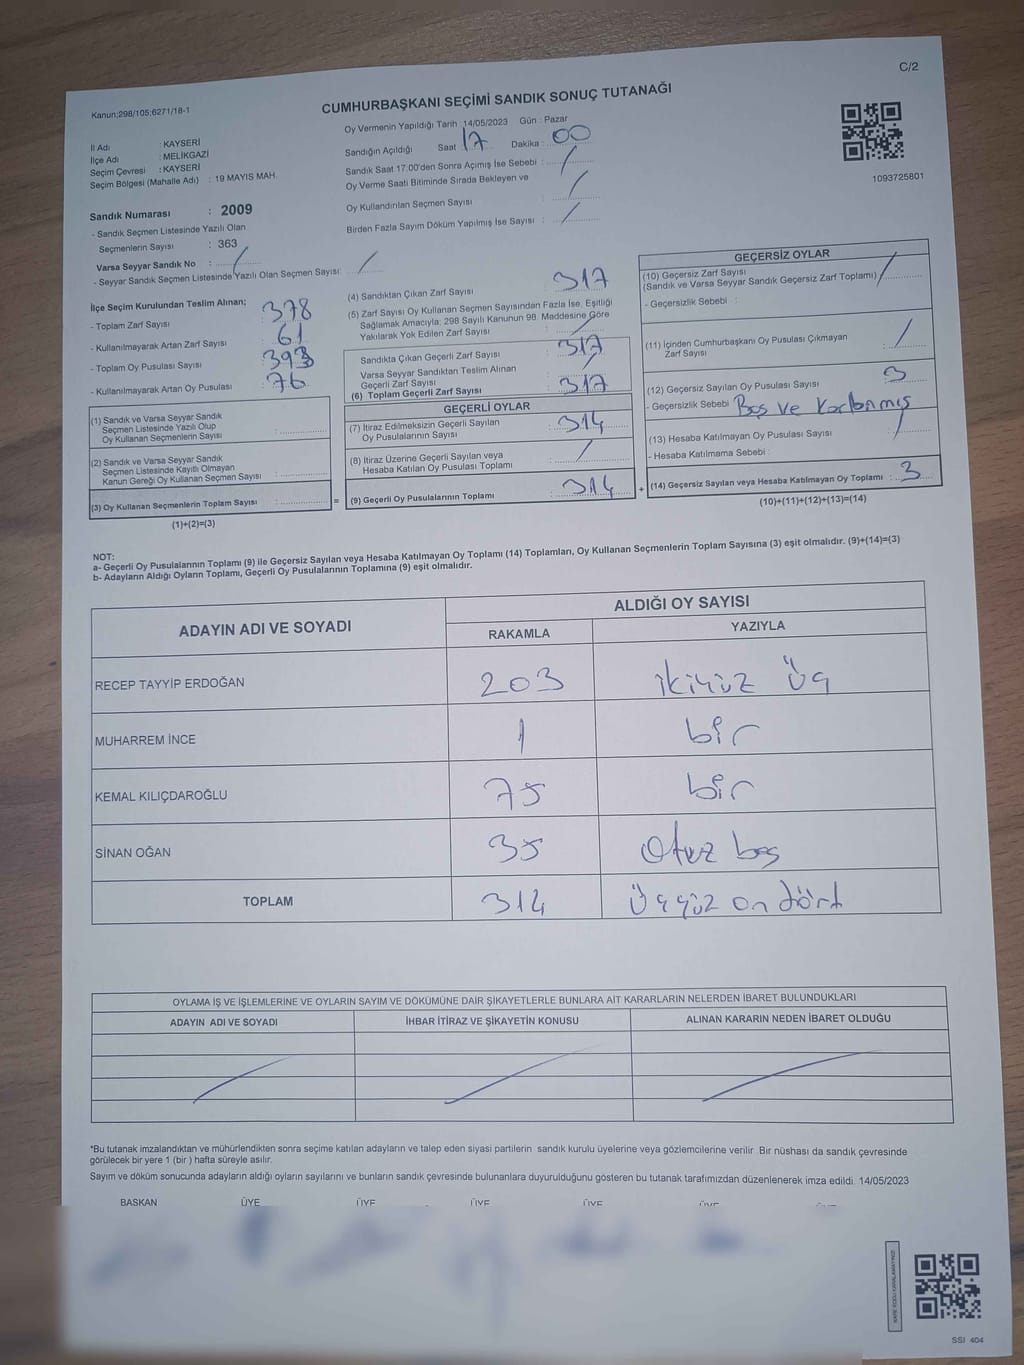 C/2
Kanun:298/105;6271/18-1
CUMHURBAŞKANI SEÇİMİ SANDIK SONUÇ TUTANAĞI
İl Adı : KAYSERİ
İlçe Adı : MELİKGAZİ
Seçim Çevresi : KAYSERİ
Seçim Bölgesi (Mahalle Adı) : 19 MAYIS MAH.
Oy Vermenin Yapıldığı Tarih : 14/05/2023 Gün : Pazar
Sandığın Açıldığı Saat : 17 Dakika : 00
Sandık Saat 17:00'den Sonra Açımış İse Sebebi : /
Oy Verme Saati Bitiminde Sırada Bekleyen ve
Oy Kullandırılan Seçmen Sayısı /
Birden Fazla Sayım Döküm Yapılmış İse Sayısı : /
1093725801
Sandık Numarası : 2009
- Sandık Seçmen Listesinde Yazılı Olan
Seçmenlerin Sayısı : 363
Varsa Seyyar Sandık No : /
- Seyyar Sandık Seçmen Listesinde Yazılı Olan Seçmen Sayısı: /
İlçe Seçim Kurulundan Teslim Alınan;
- Toplam Zarf Sayısı : 378
- Kullanılmayarak Artan Zarf Sayısı : 61
- Toplam Oy Pusulası Sayısı : 393
- Kullanılmayarak Artan Oy Pusulası : 76
(1) Sandık ve Varsa Seyyar Sandık
Seçmen Listesinde Yazılı Olup
Oy Kullanan Seçmenlerin Sayısı :
(2) Sandık ve Varsa Seyyar Sandık
Seçmen Listesinde Kayıtlı Olmayan
Kanun Gereği Oy Kullanan Seçmen Sayısı :
(3) Oy Kullanan Seçmenlerin Toplam Sayısı :
(1)+(2)=(3)
=
(4) Sandıktan Çıkan Zarf Sayısı : 317
(5) Zarf Sayısı Oy Kullanan Seçmen Sayısından Fazla İse, Eşitliği
Sağlamak Amacıyla, 298 Sayılı Kanunun 98. Maddesine Göre
Yakılarak Yok Edilen Zarf Sayısı : /
Sandıkta Çıkan Geçerli Zarf Sayısı : 317
Varsa Seyyar Sandıktan Teslim Alınan
Geçerli Zarf Sayısı : /
(6) Toplam Geçerli Zarf Sayısı : 317
GEÇERLİ OYLAR
(7) İtiraz Edilmeksizin Geçerli Sayılan
Oy Pusulalarının Sayısı : 314
(8) İtiraz Üzerine Geçerli Sayılan veya
Hesaba Katılan Oy Pusulası Toplamı : /
(9) Geçerli Oy Pusulalarının Toplamı : 314
+
GEÇERSİZ OYLAR
(10) Geçersiz Zarf Sayısı
(Sandık ve Varsa Seyyar Sandık Geçersiz Zarf Toplamı) : /
- Geçersizlik Sebebi :
(11) İçinden Cumhurbaşkanı Oy Pusulası Çıkmayan
Zarf Sayısı : /
(12) Geçersiz Sayılan Oy Pusulası Sayısı : 3
- Geçersizlik Sebebi : Boş ve Karalanmış
(13) Hesaba Katılmayan Oy Pusulası Sayısı : /
- Hesaba Katılmama Sebebi :
(14) Geçersiz Sayılan veya Hesaba Katılmayan Oy Toplamı : 3
(10)+(11)+(12)+(13)=(14)
NOT:
a- Geçerli Oy Pusulalarının Toplamı (9) ile Geçersiz Sayılan veya Hesaba Katılmayan Oy Toplamı (14) Toplamları, Oy Kullanan Seçmenlerin Toplam Sayısına (3) eşit olmalıdır. (9)+(14)=(3)
b- Adayların Aldığı Oyların Toplamı, Geçerli Oy Pusulalarının Toplamına (9) eşit olmalıdır.
ADAYIN ADI VE SOYADI
ALDIĞI OY SAYISI
RAKAMLA YAZIYLA
RECEP TAYYİP ERDOĞAN 203 ikiyüz üç
MUHARREM İNCE 1 bir
KEMAL KILIÇDAROĞLU 75 bir
SİNAN OĞAN 35 Otuz beş
TOPLAM 314 Üçyüz on dört
OYLAMA İŞ VE İŞLEMLERİNE VE OYLARIN SAYIM VE DÖKÜMÜNE DAİR ŞİKAYETLERLE BUNLARA AİT KARARLARIN NELERDEN İBARET BULUNDUKLARI
ADAYIN ADI VE SOYADI İHBAR İTİRAZ VE ŞİKAYETİN KONUSU ALINAN KARARIN NEDEN İBARET OLDUĞU
*Bu tutanak imzalandıktan ve mühürlendikten sonra seçime katılan adayların ve talep eden siyasi partilerin sandık kurulu üyelerine veya gözlemcilerine verilir Bir nüshası da sandık çevresinde
görülecek bir yere 1 (bir ) hafta süreyle asılır.
Sayım ve döküm sonucunda adayların aldığı oyların sayılarını ve bunların sandık çevresinde bulunanlara duyurulduğunu gösteren bu tutanak tarafımızdan düzenlenerek imza edildi. 14/05/2023
BAŞKAN ÜYE ÜYE ÜYE ÜYE ÜYE ÜYE
SSI 404